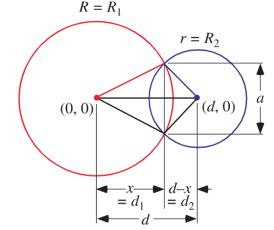 R = R₁
r = R₂
(0, 0)
(d, 0)
a
x
d–x
= d₁
= d₂
d